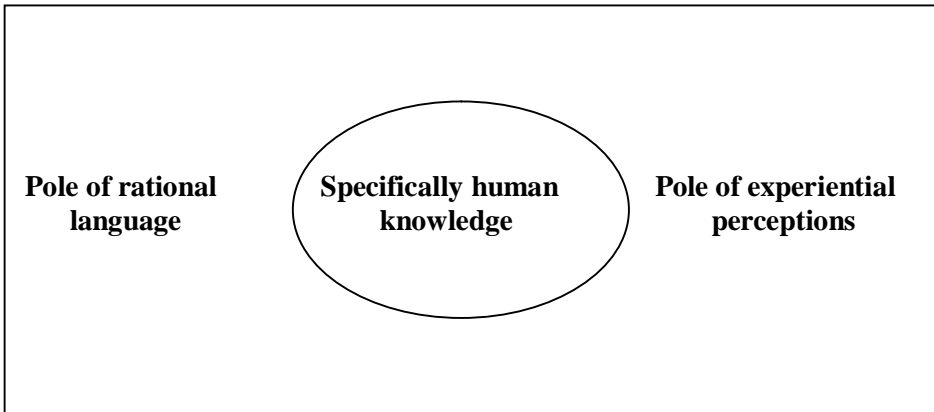 Pole of rational
language
Specifically human
knowledge
Pole of experiential
perceptions